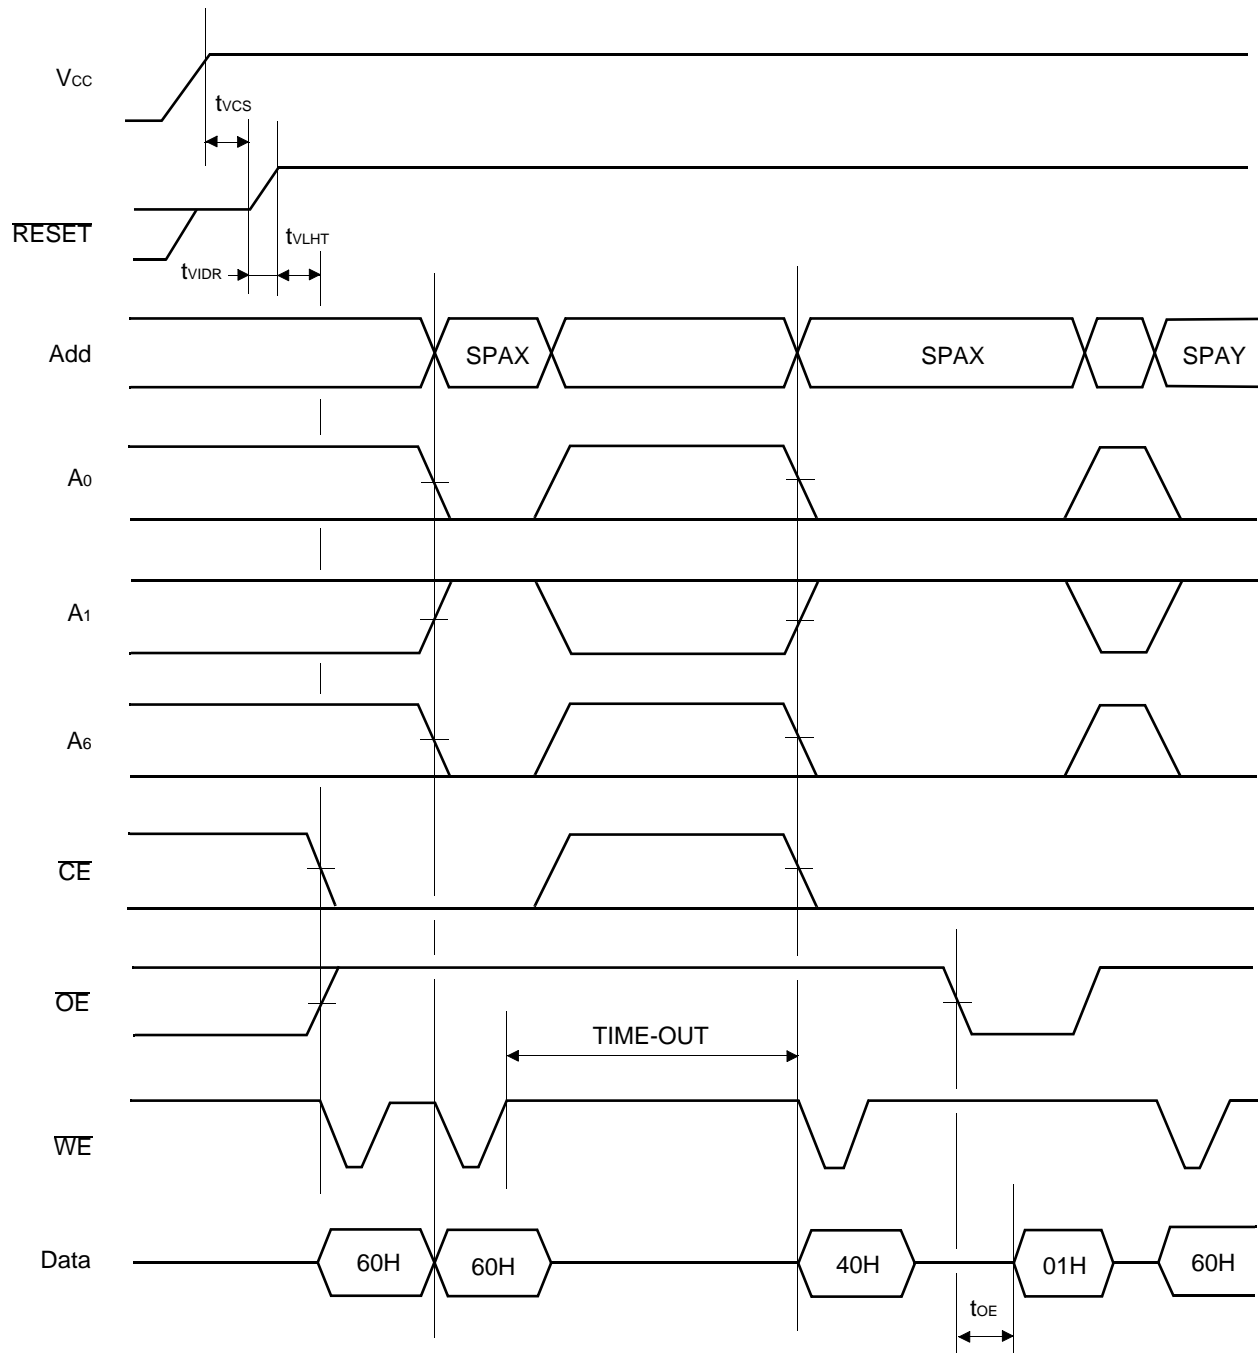 VCC
tVCS
RESET
tVLHT
tVIDR
Add
SPAX
SPAX
SPAY
A0
A1
A6
CE
OE
TIME-OUT
WE
Data
60H
60H
40H
01H
60H
tOE